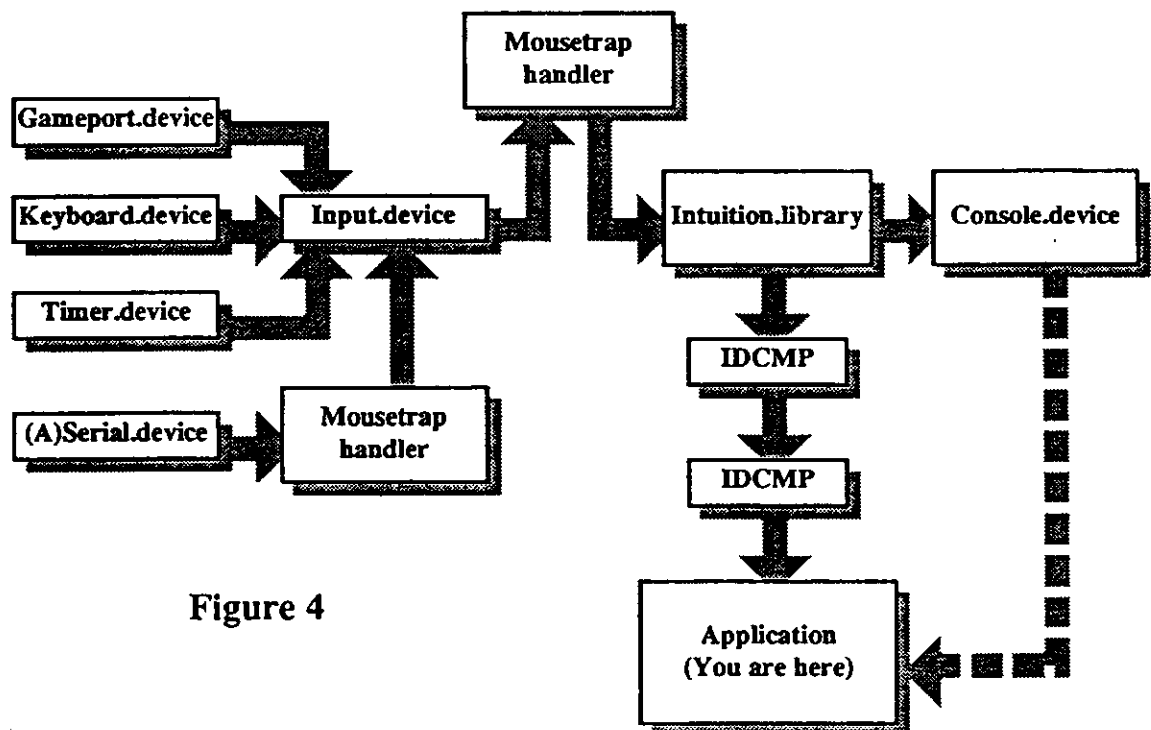 Mousetrap
handler
Gameport.device
Keyboard.device
Input.device
Intuition.library
Console.device
Timer.device
IDCMP
(A)Serial.device
Mousetrap
handler
IDCMP
Figure 4
Application
(You are here)